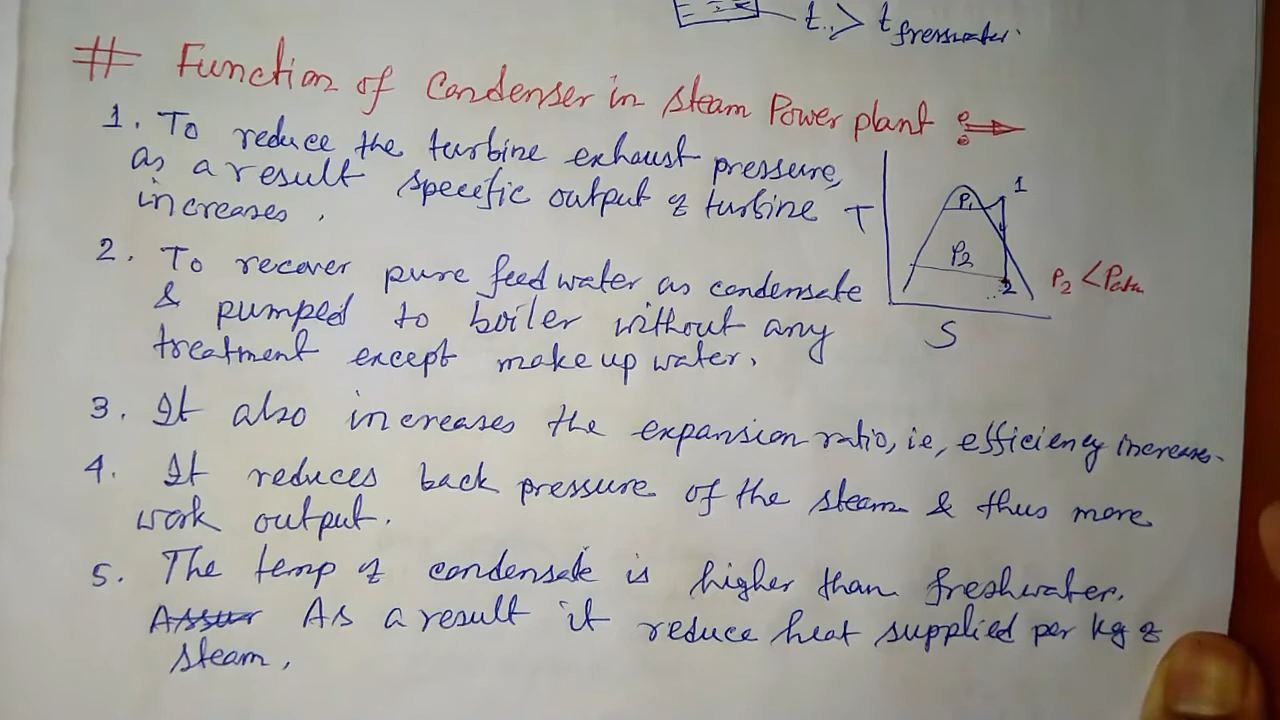 t.. > t freshwater.
# Function of Condenser in steam Power plant :→
1. To reduce the turbine exhaust pressure,
as a result specific output of turbine
increases.
T
P1
1
P2
2
P2 < Patm
S
2. To recover pure feed water as condensate
& pumped to boiler without any
treatment except make up water.
3. It also increases the expansion ratio, ie, efficiency increases.
4. It reduces back pressure of the steam & thus more
work output.
5. The temp of condensate is higher than freshwater.
As a result it reduce heat supplied per kg of
steam,